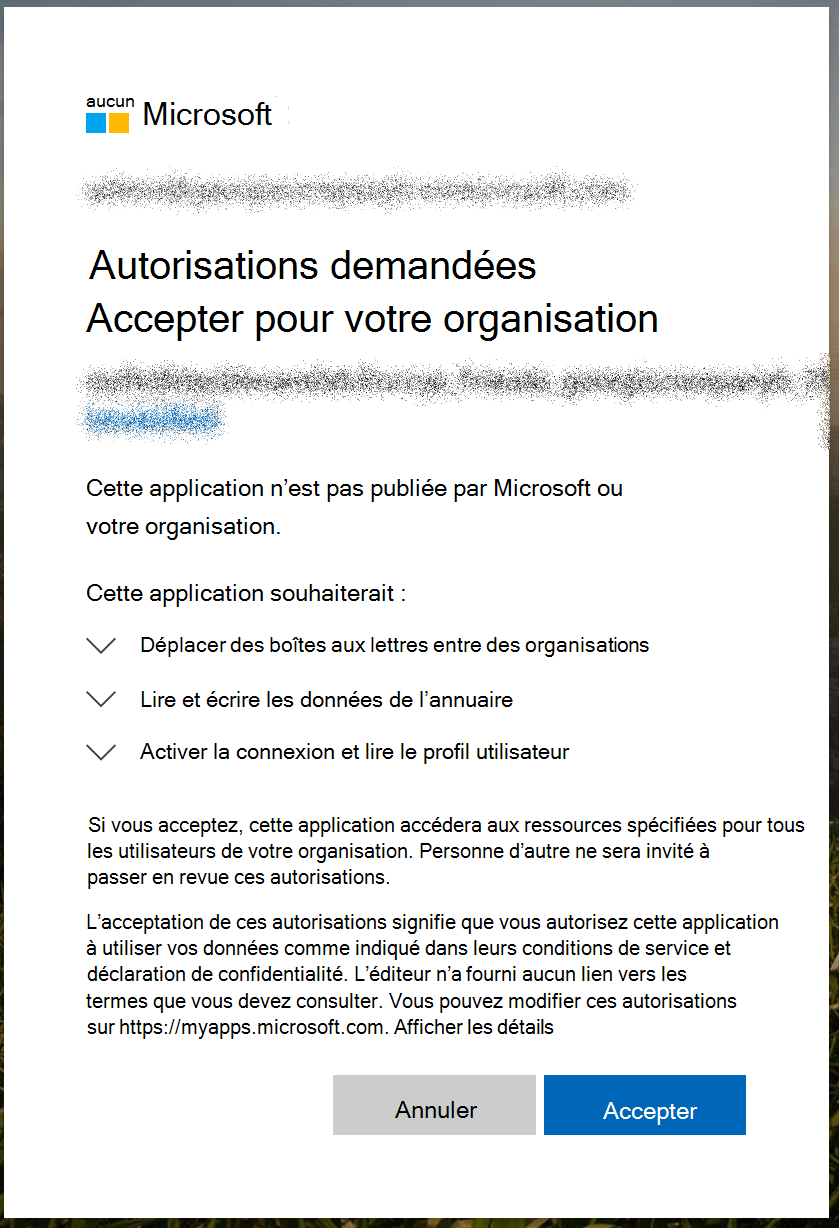 aucun
Microsoft
Autorisations demandées
Accepter pour votre organisation
Cette application n’est pas publiée par Microsoft ou
votre organisation.
Cette application souhaiterait :
Déplacer des boîtes aux lettres entre des organisations
Lire et écrire les données de l’annuaire
Activer la connexion et lire le profil utilisateur
Si vous acceptez, cette application accédera aux ressources spécifiées pour tous
les utilisateurs de votre organisation. Personne d’autre ne sera invité à
passer en revue ces autorisations.
L’acceptation de ces autorisations signifie que vous autorisez cette application
à utiliser vos données comme indiqué dans leurs conditions de service et
déclaration de confidentialité. L’éditeur n’a fourni aucun lien vers les
termes que vous devez consulter. Vous pouvez modifier ces autorisations
sur https://myapps.microsoft.com. Afficher les détails
Annuler
Accepter